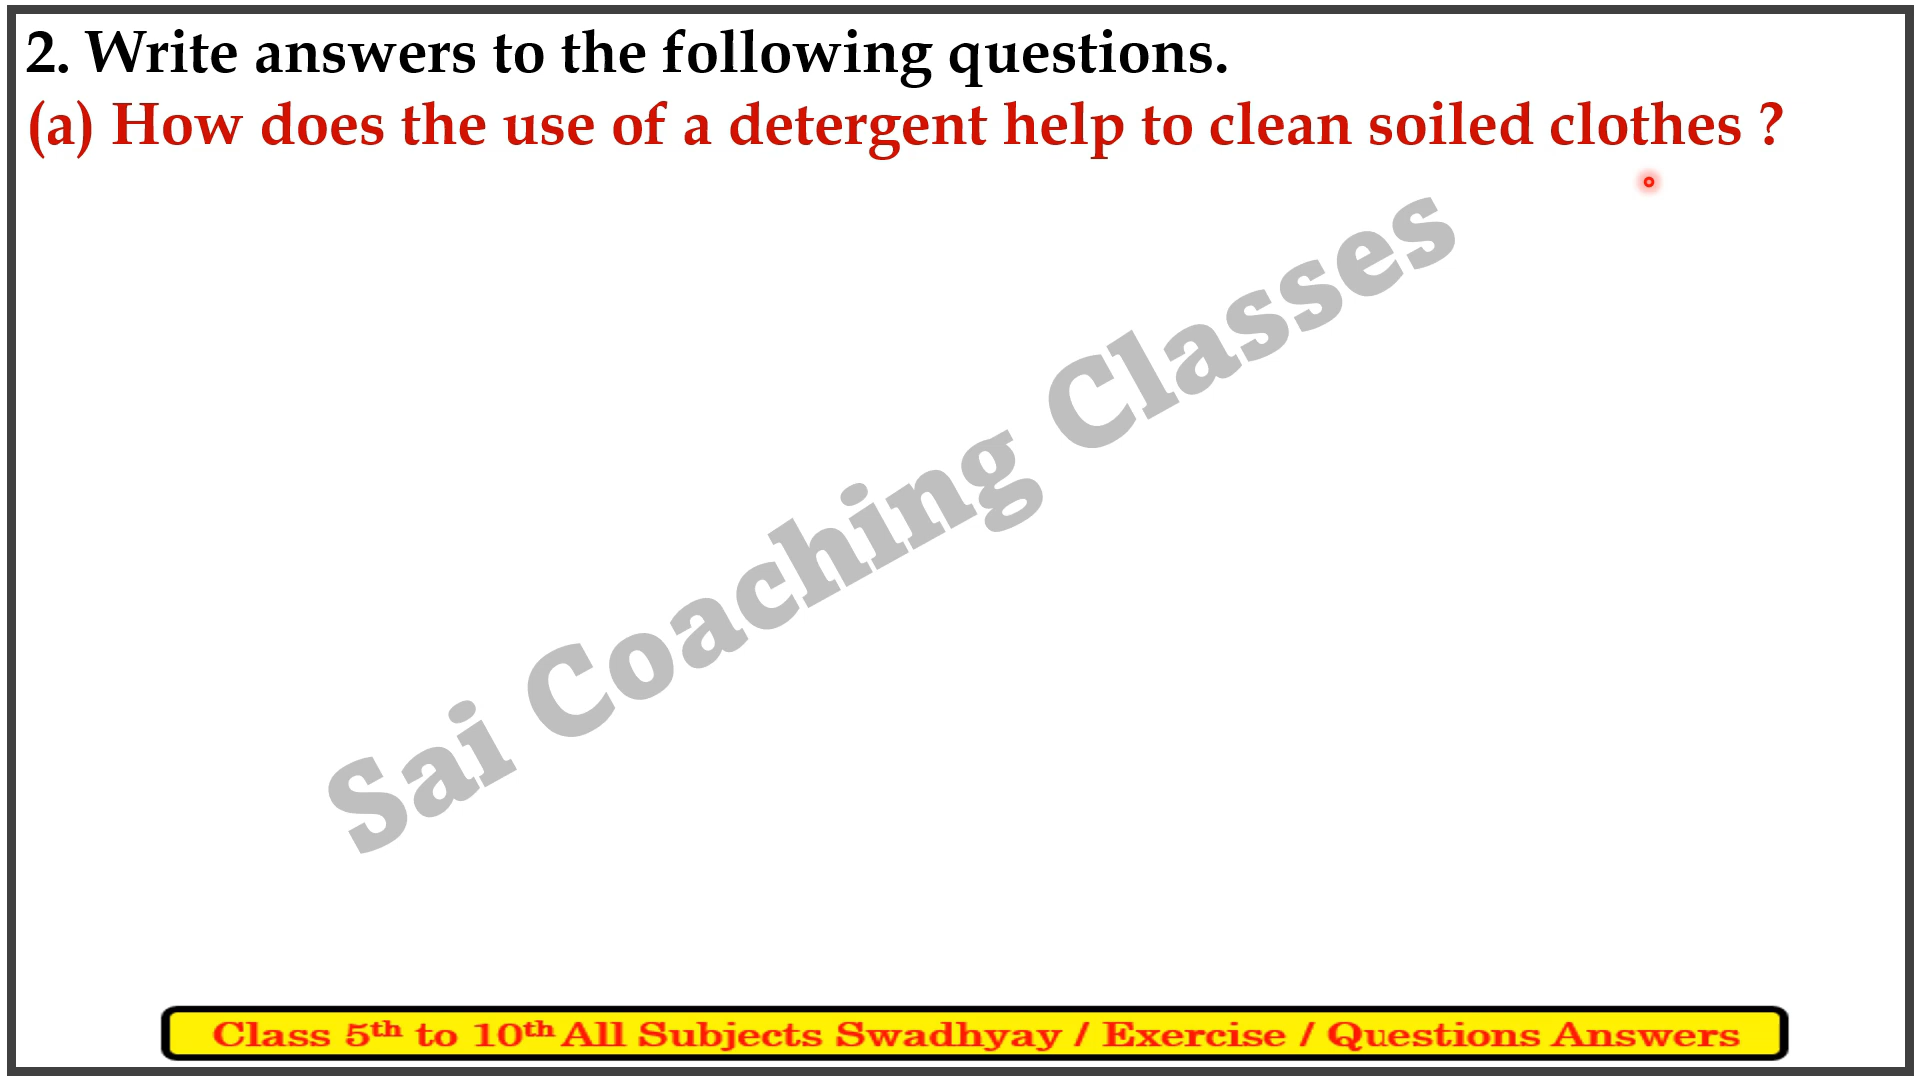 2. Write answers to the following questions.
(a) How does the use of a detergent help to clean soiled clothes ?
Sai Coaching Classes
Class 5th to 10th All Subjects Swadhyay / Exercise / Questions Answers